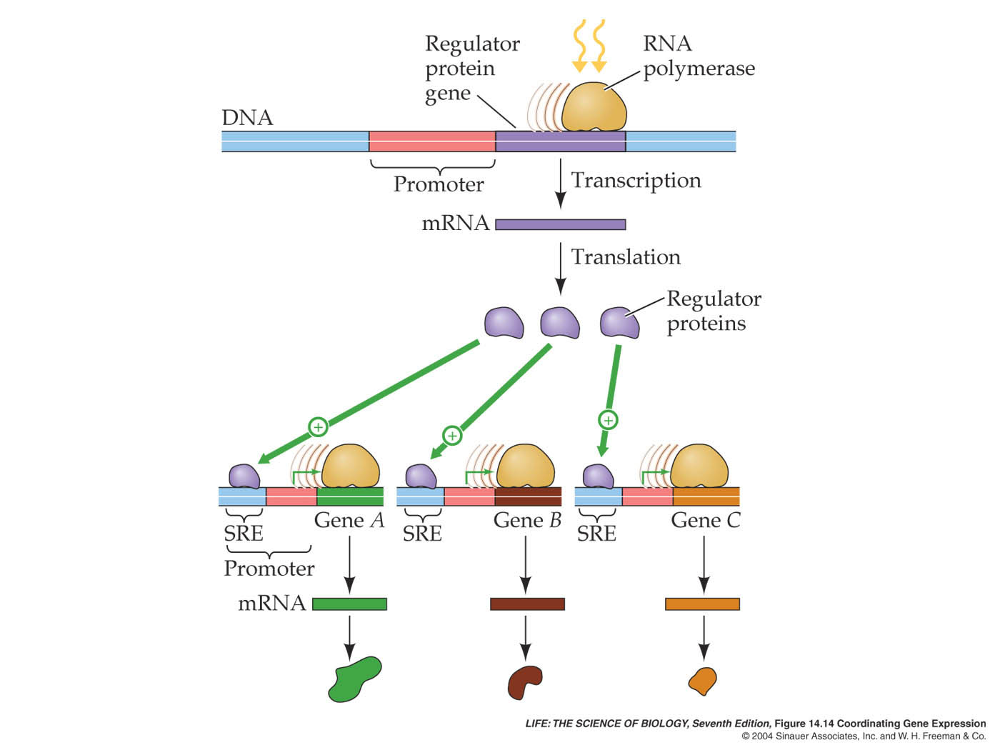 Regulator
protein
gene
RNA
polymerase
DNA
Promoter
Transcription
mRNA
Translation
Regulator
proteins
+
+
+
Gene A
Gene B
Gene C
SRE
SRE
SRE
Promoter
mRNA
LIFE: THE SCIENCE OF BIOLOGY, Seventh Edition, Figure 14.14 Coordinating Gene Expression
© 2004 Sinauer Associates, Inc. and W. H. Freeman & Co.